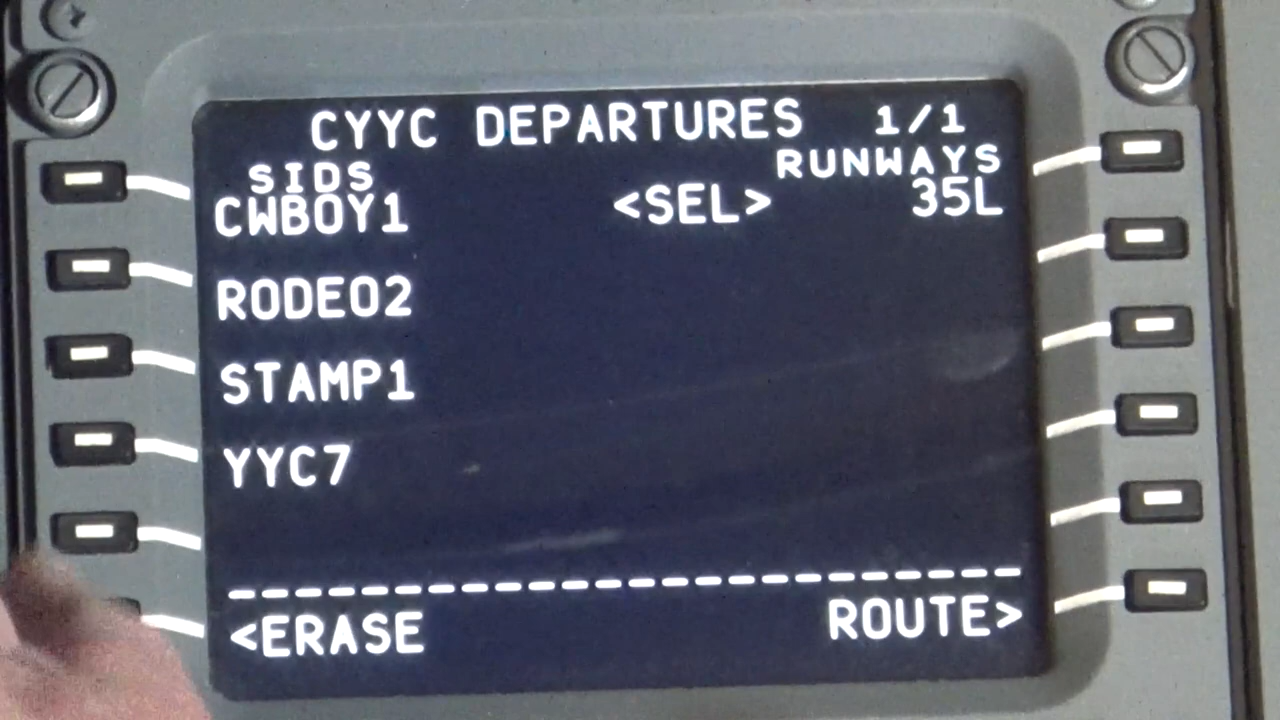 CYYC DEPARTURES 1/1
SIDS RUNWAYS
CWBOY1 <SEL> 35L
RODEO2
STAMP1
YYC7
<ERASE ROUTE>